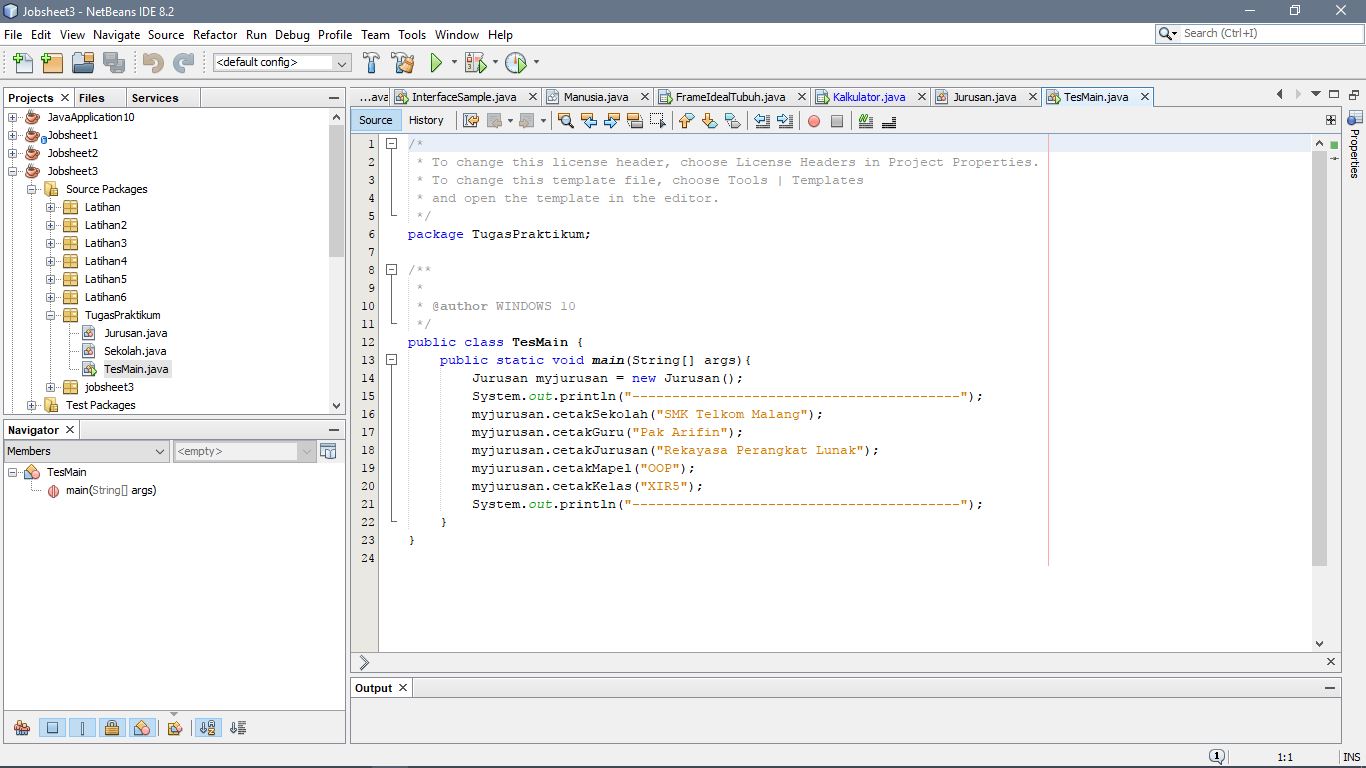 Jobsheet3 - NetBeans IDE 8.2
File Edit View Navigate Source Refactor Run Debug Profile Team Tools Window Help
Search (Ctrl+I)
<default config>
Projects Files Services
JavaApplication10
Jobsheet1
Jobsheet2
Jobsheet3
Source Packages
Latihan
Latihan2
Latihan3
Latihan4
Latihan5
Latihan6
TugasPraktikum
Jurusan.java
Sekolah.java
TesMain.java
jobsheet3
Test Packages
Navigator
Members <empty>
TesMain
main(String[] args)
...ava InterfaceSample.java Manusia.java FrameIdealTubuh.java Kalkulator.java Jurusan.java TesMain.java
Source History
1 /*
2 * To change this license header, choose License Headers in Project Properties.
3 * To change this template file, choose Tools | Templates
4 * and open the template in the editor.
5 */
6 package TugasPraktikum;
7
8 /**
9 *
10 * @author WINDOWS 10
11 */
12 public class TesMain {
13 public static void main(String[] args){
14 Jurusan myjurusan = new Jurusan();
15 System.out.println("-----------------------------------------");
16 myjurusan.cetakSekolah("SMK Telkom Malang");
17 myjurusan.cetakGuru("Pak Arifin");
18 myjurusan.cetakJurusan("Rekayasa Perangkat Lunak");
19 myjurusan.cetakMapel("OOP");
20 myjurusan.cetakKelas("XIR5");
21 System.out.println("-----------------------------------------");
22 }
23 }
24
Properties
Output
1 1:1 INS